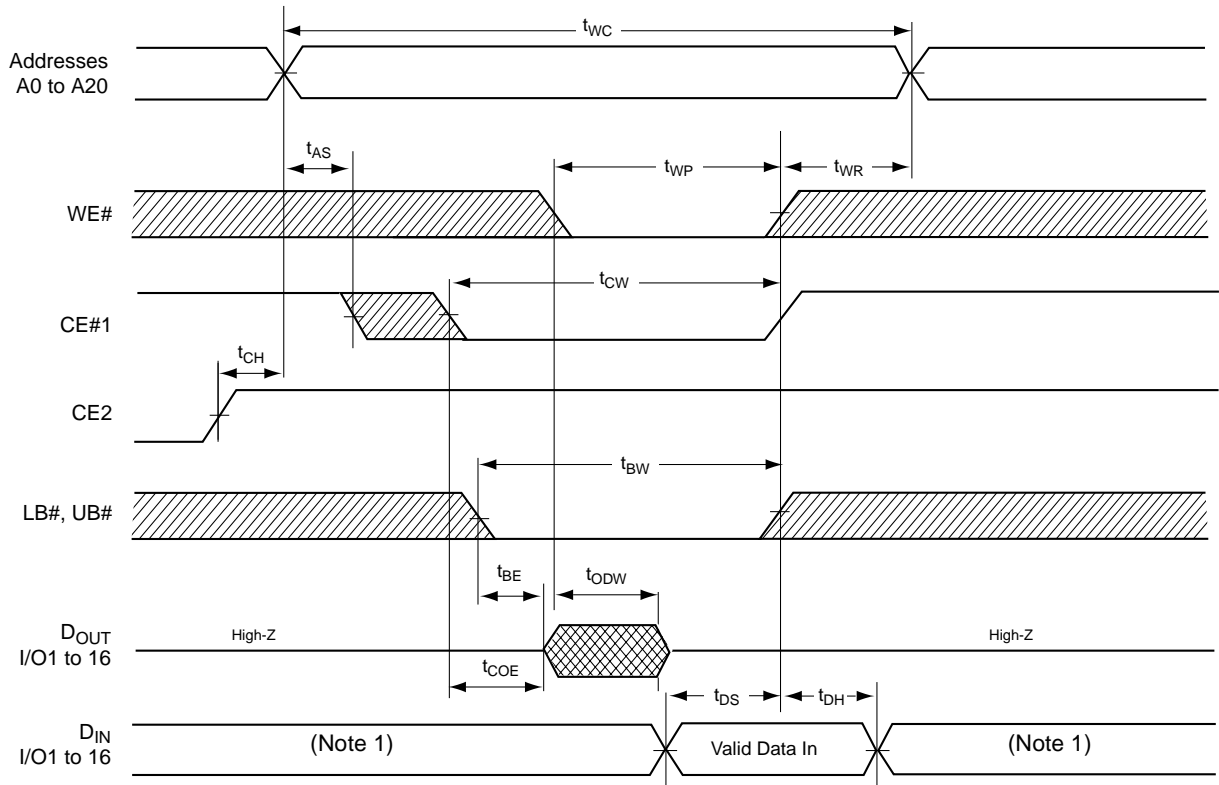 tWC
Addresses
A0 to A20
tAS
tWP
tWR
WE#
tCW
CE#1
tCH
CE2
tBW
LB#, UB#
tBE
tODW
DOUT
I/O1 to 16
High-Z
High-Z
tCOE
tDS
tDH
DIN
I/O1 to 16
(Note 1)
Valid Data In
(Note 1)